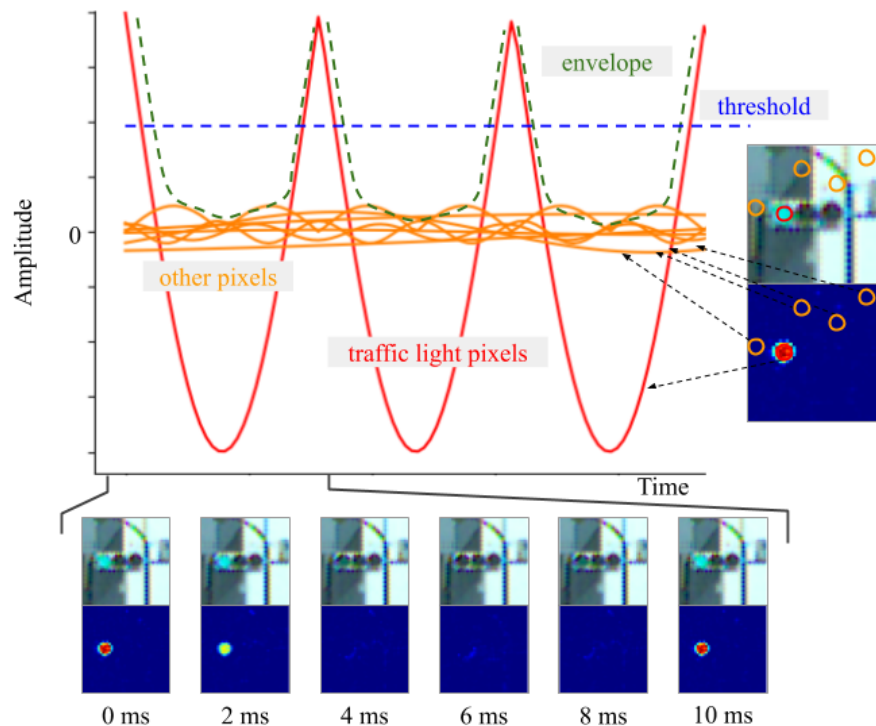 envelope
threshold
Amplitude
0
other pixels
traffic light pixels
Time
0 ms
2 ms
4 ms
6 ms
8 ms
10 ms